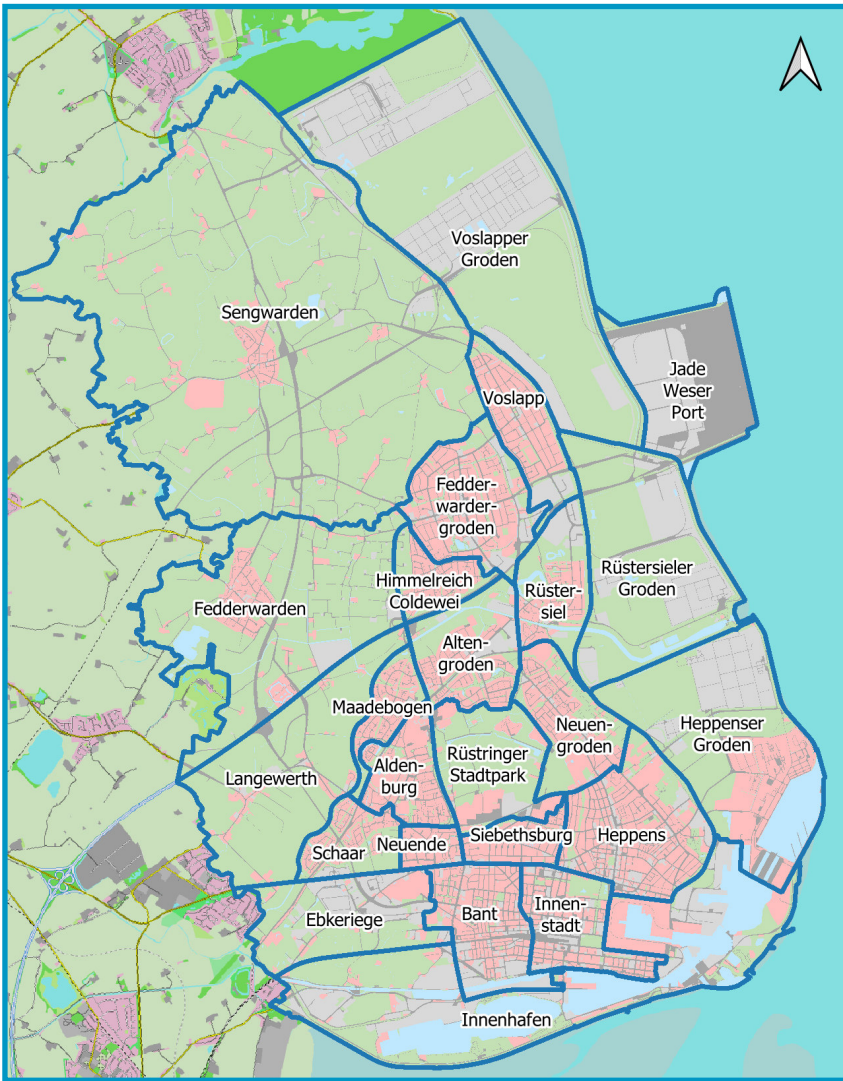 Voslapper
Groden
Sengwarden
Jade
Weser
Port
Voslapp
Fedder-
warder-
groden
Himmelreich
Coldewei
Rüster-
siel
Rüstersieler
Groden
Fedderwarden
Alten-
groden
Maadebogen
Neuen-
groden
Heppenser
Groden
Langewerth
Alden-
burg
Rüstringer
Stadtpark
Schaar
Neuende
Siebethsburg
Heppens
Ebkeriege
Bant
Innen-
stadt
Innenhafen